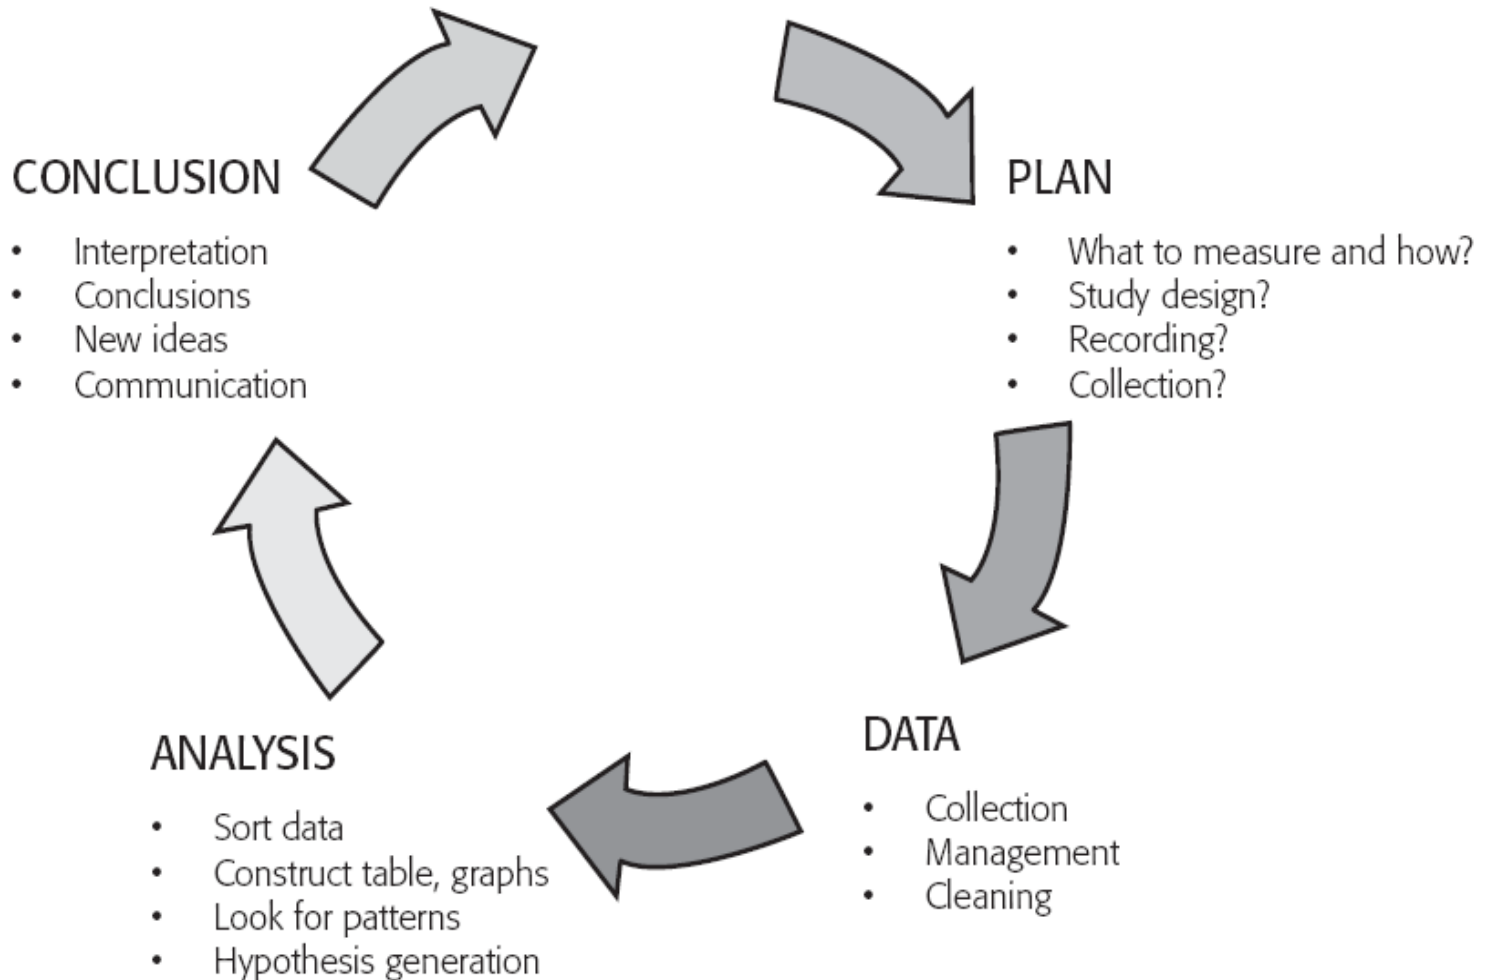 CONCLUSION
• Interpretation
• Conclusions
• New ideas
• Communication
PLAN
• What to measure and how?
• Study design?
• Recording?
• Collection?
DATA
• Collection
• Management
• Cleaning
ANALYSIS
• Sort data
• Construct table, graphs
• Look for patterns
• Hypothesis generation